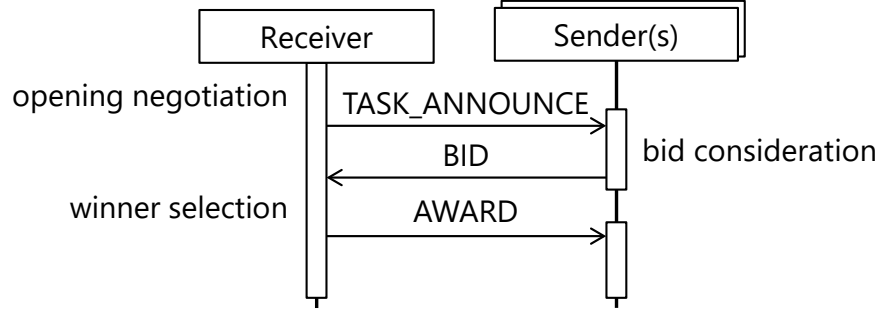 Receiver
Sender(s)
opening negotiation
TASK_ANNOUNCE
BID
bid consideration
winner selection
AWARD